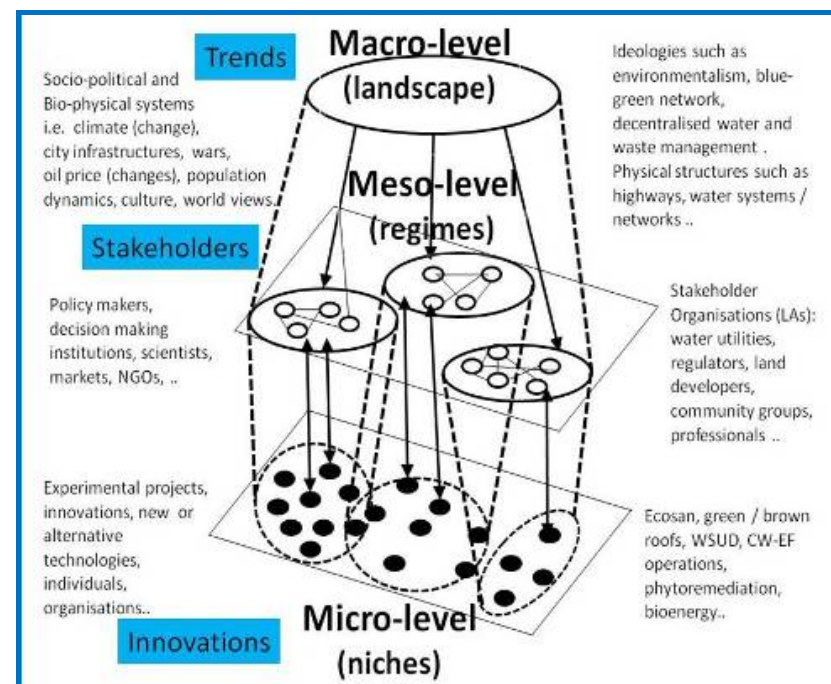 Trends
Macro-level
(landscape)
Socio-political and
Bio-physical systems
i.e. climate (change),
city infrastructures, wars,
oil price (changes), population
dynamics, culture, world views.
Ideologies such as
environmentalism, blue-
green network,
decentralised water and
waste management .
Physical structures such as
highways, water systems /
networks ..
Meso-level
(regimes)
Stakeholders
Policy makers,
decision making
institutions, scientists,
markets, NGOs, ..
Stakeholder
Organisations (LAs):
water utilities,
regulators, land
developers,
community groups,
professionals ..
Experimental projects,
innovations, new or
alternative
technologies,
individuals,
organisations..
Ecosan, green / brown
roofs, WSUD, CW-EF
operations,
phytoremediation,
bioenergy..
Micro-level
(niches)
Innovations